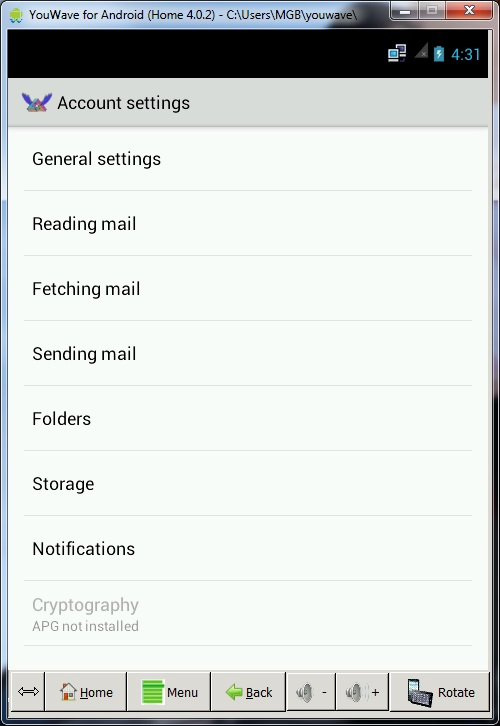 YouWave for Android (Home 4.0.2) - C:\Users\MGB\youwave\
4:31
Account settings
General settings
Reading mail
Fetching mail
Sending mail
Folders
Storage
Notifications
Cryptography
APG not installed
Home Menu Back - + Rotate